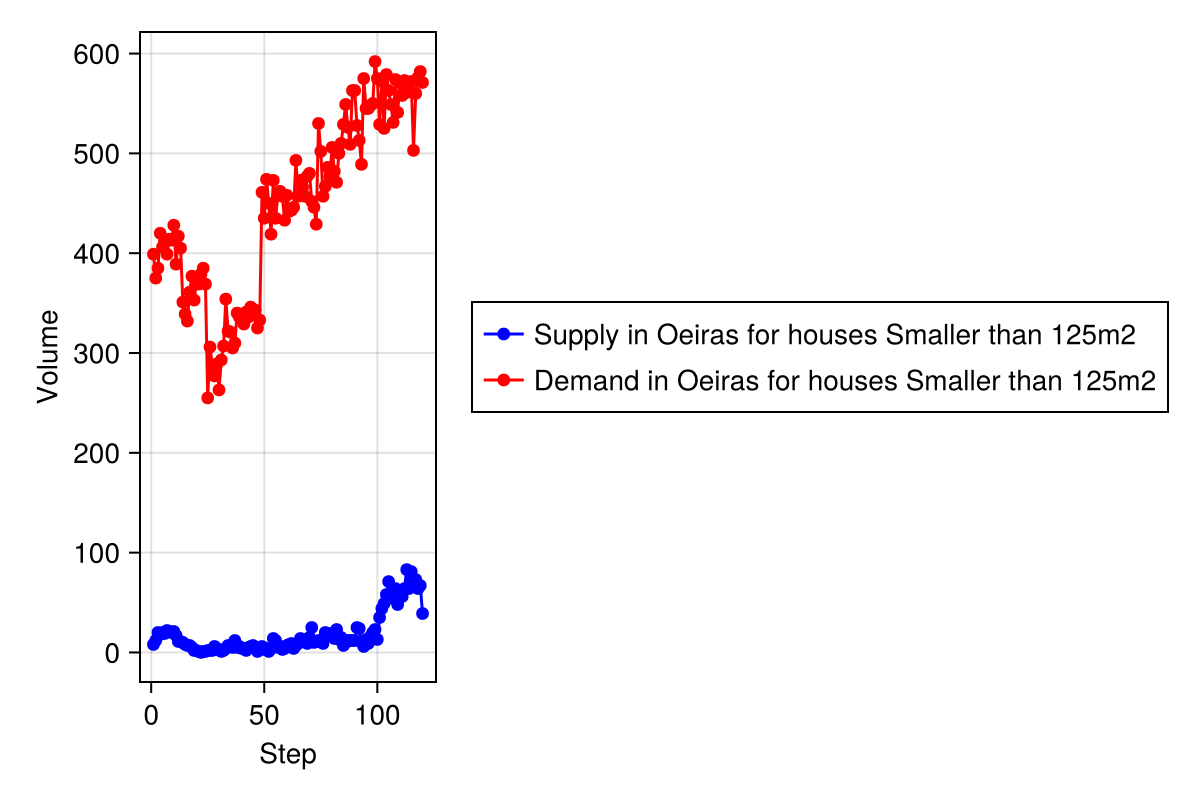 600
500
400
300
200
100
0
Volume
0 50 100
Step
Supply in Oeiras for houses Smaller than 125m2
Demand in Oeiras for houses Smaller than 125m2